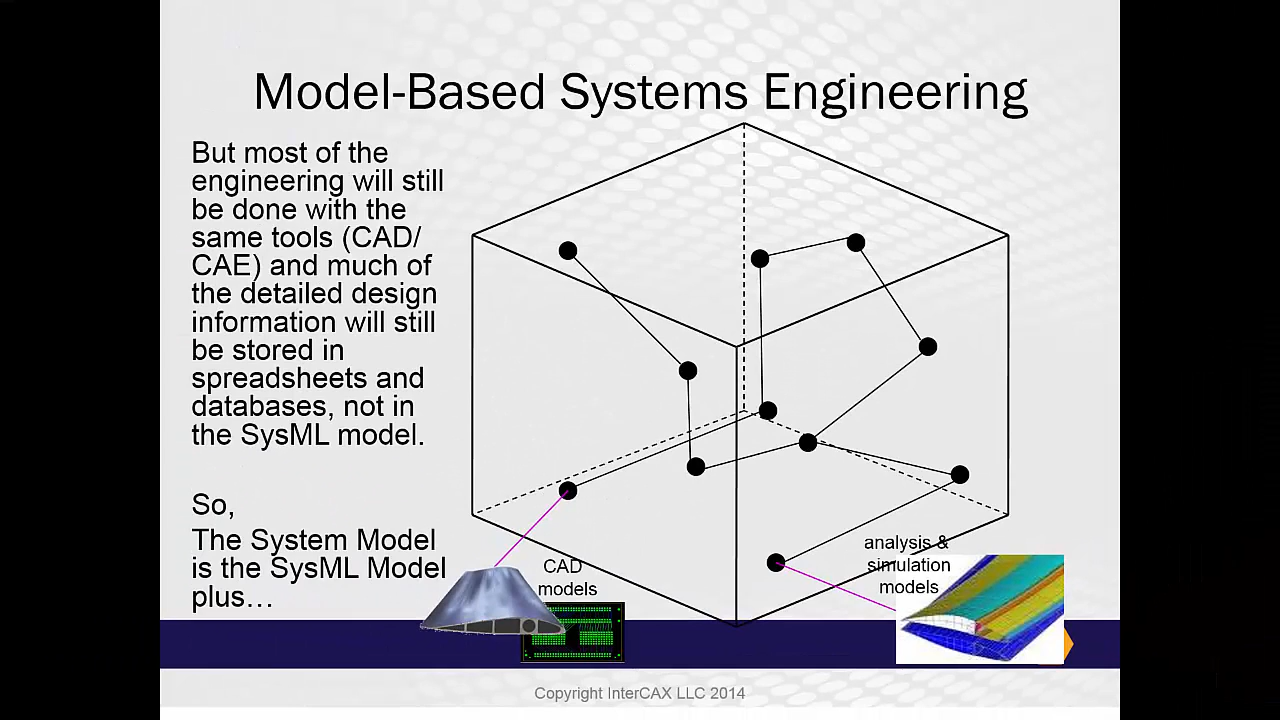 Model-Based Systems Engineering
But most of the
engineering will still
be done with the
same tools (CAD/
CAE) and much of
the detailed design
information will still
be stored in
spreadsheets and
databases, not in
the SysML model.
So,
The System Model
is the SysML Model
plus…
CAD
models
analysis &
simulation
models
Copyright InterCAX LLC 2014